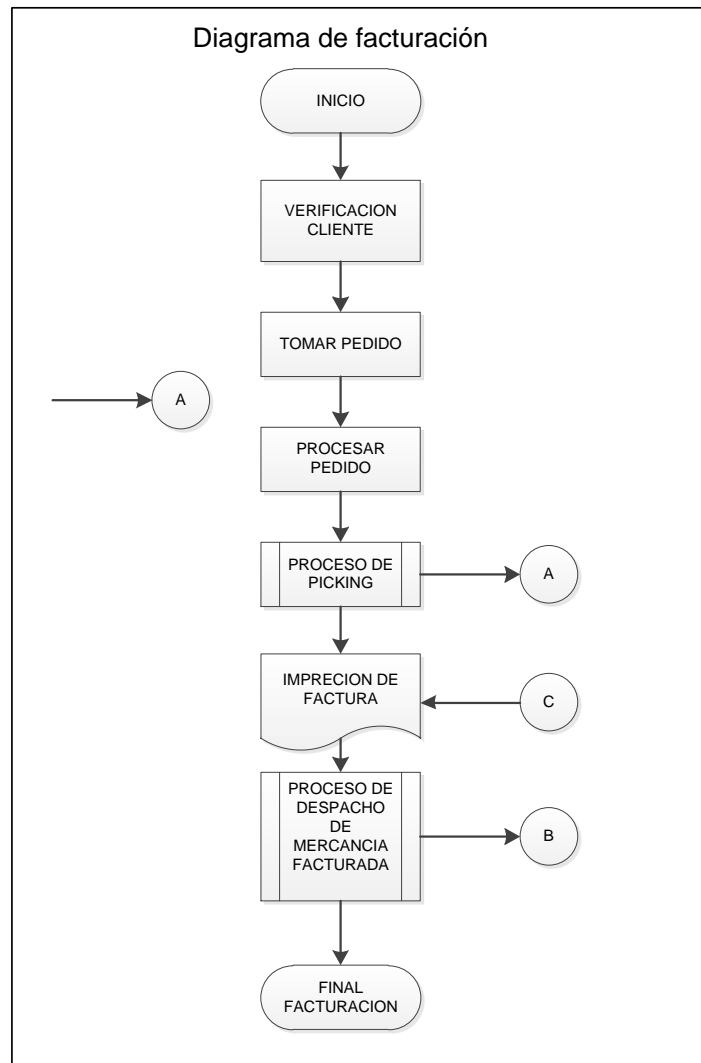 Diagrama de facturación
INICIO
VERIFICACION
CLIENTE
TOMAR PEDIDO
A
PROCESAR
PEDIDO
PROCESO DE
PICKING
A
IMPRECION DE
FACTURA
C
PROCESO DE
DESPACHO
DE
MERCANCIA
FACTURADA
B
FINAL
FACTURACION